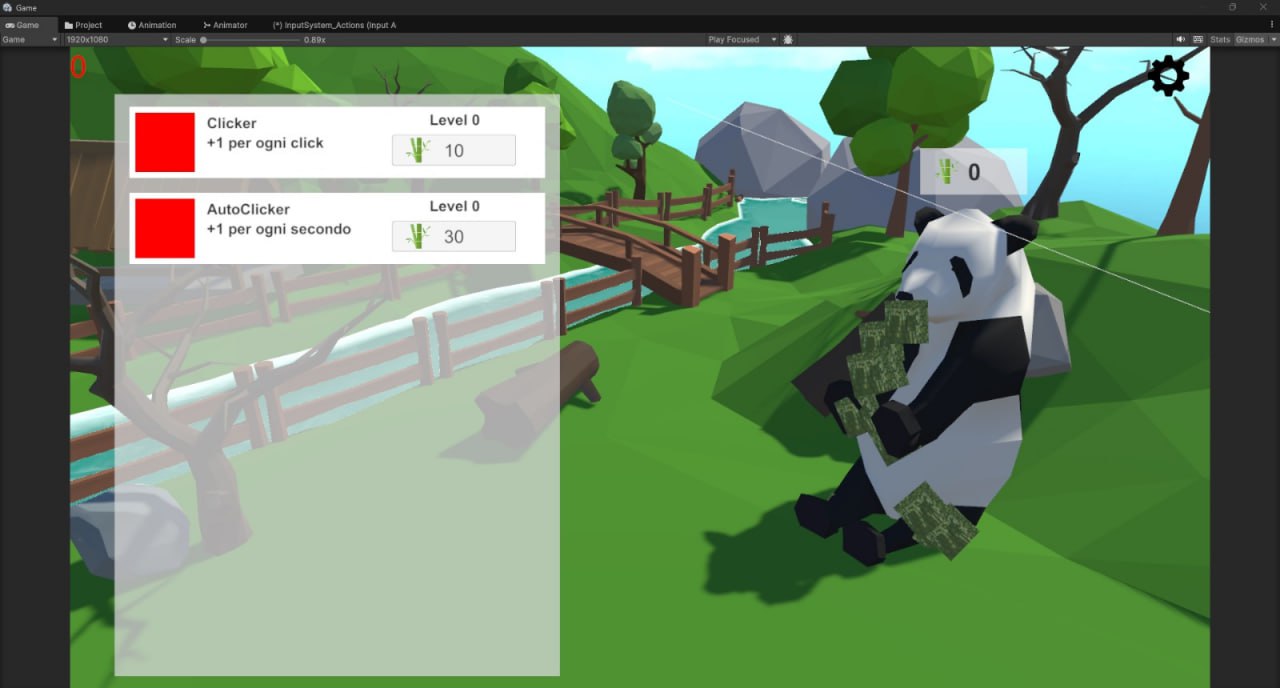 Game
Game Project Animation Animator (*) InputSystem_Actions (Input A
Game 1920x1080 Scale 0.89x Play Focused Stats Gizmos
0
Clicker
+1 per ogni click
Level 0
10
AutoClicker
+1 per ogni secondo
Level 0
30
0